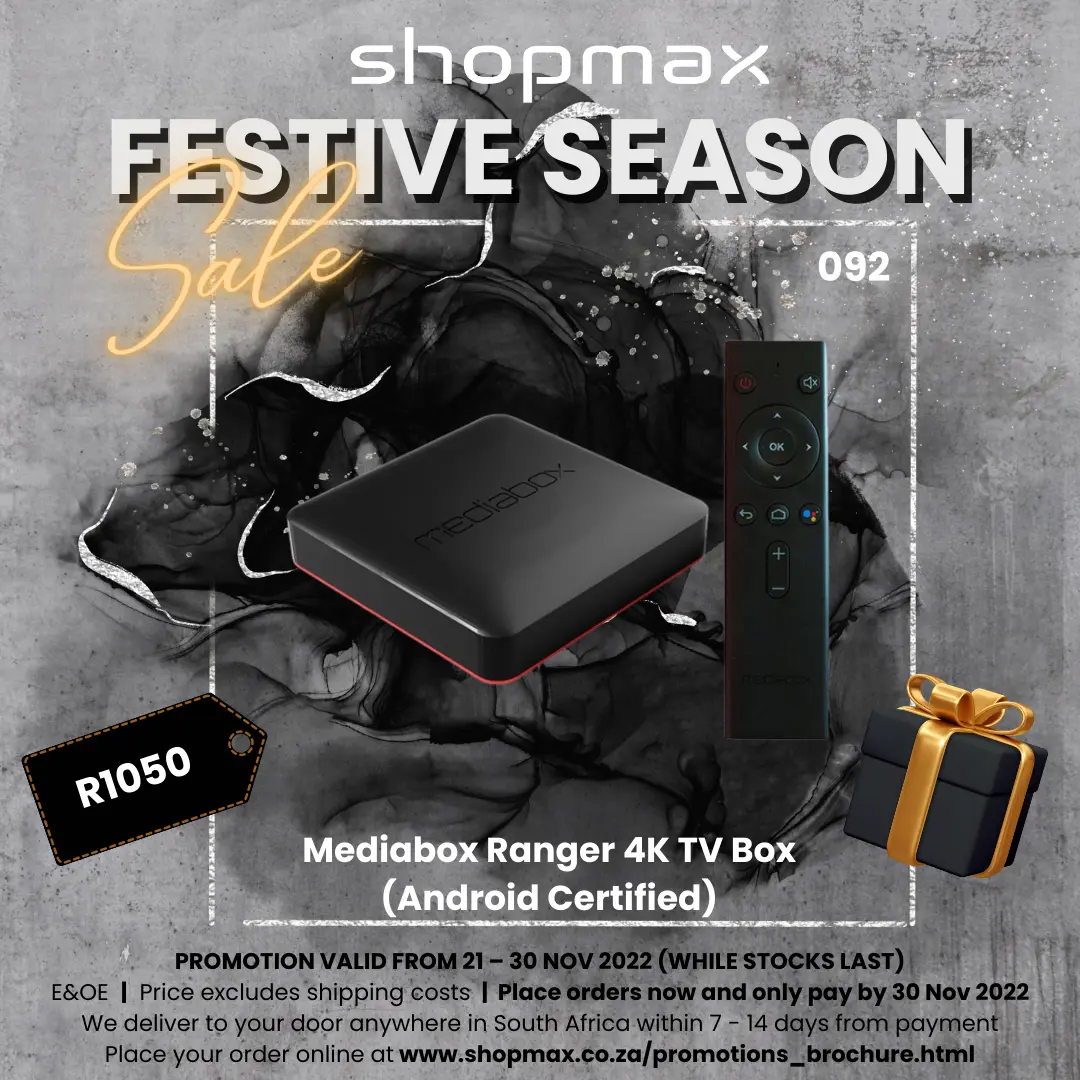 shopmax
FESTIVE SEASON
Sale
092
OK
mediabox
+
−
mediabox
R1050
Mediabox Ranger 4K TV Box
(Android Certified)
PROMOTION VALID FROM 21 – 30 NOV 2022 (WHILE STOCKS LAST)
E&OE | Price excludes shipping costs | Place orders now and only pay by 30 Nov 2022
We deliver to your door anywhere in South Africa within 7 - 14 days from payment
Place your order online at www.shopmax.co.za/promotions_brochure.html